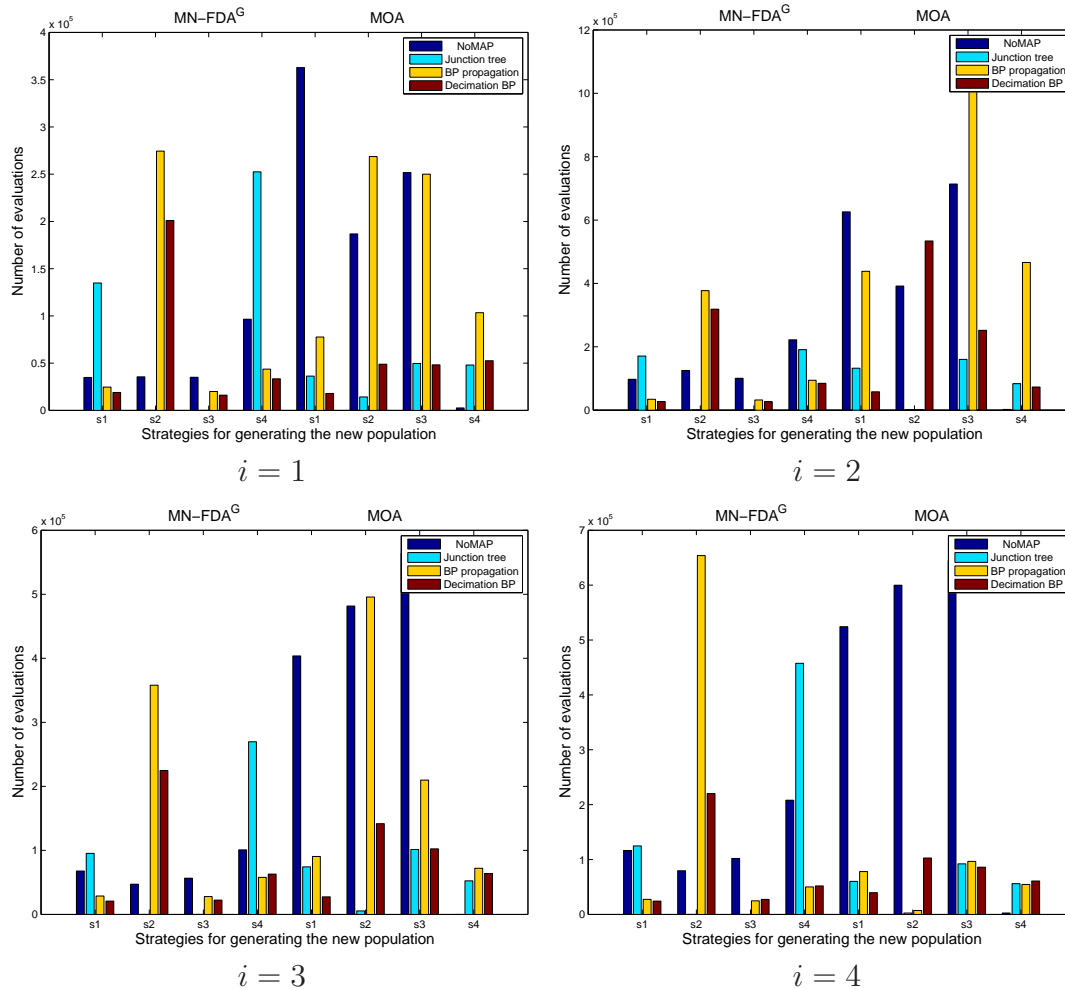 MN–FDA^G MOA
x 10^5
4
3.5
3
2.5
2
1.5
1
0.5
0
Number of evaluations
NoMAP
Junction tree
BP propagation
Decimation BP
s1 s2 s3 s4 s1 s2 s3 s4
Strategies for generating the new population
i = 1
MN–FDA^G MOA
x 10^5
12
10
8
6
4
2
0
Number of evaluations
NoMAP
Junction tree
BP propagation
Decimation BP
s1 s2 s3 s4 s1 s2 s3 s4
Strategies for generating the new population
i = 2
MN–FDA^G MOA
x 10^5
6
5
4
3
2
1
0
Number of evaluations
NoMAP
Junction tree
BP propagation
Decimation BP
s1 s2 s3 s4 s1 s2 s3 s4
Strategies for generating the new population
i = 3
MN–FDA^G MOA
x 10^5
7
6
5
4
3
2
1
0
Number of evaluations
NoMAP
Junction tree
BP propagation
Decimation BP
s1 s2 s3 s4 s1 s2 s3 s4
Strategies for generating the new population
i = 4